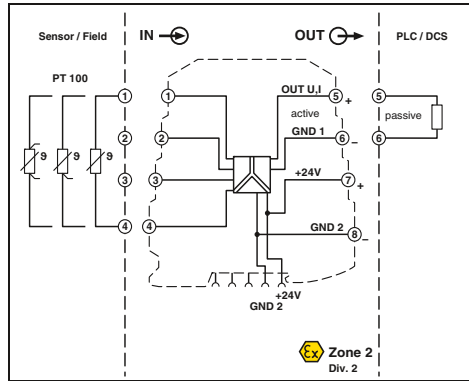 Sensor / Field
IN
OUT
PLC / DCS
PT 100
1
2
3
4
ϑ
ϑ
ϑ
1
2
3
4
OUT U,I
5
+
active
GND 1
6
–
+24V
7
+
GND 2
8
–
5
passive
6
+24V
GND 2
Ex
Zone 2
Div. 2